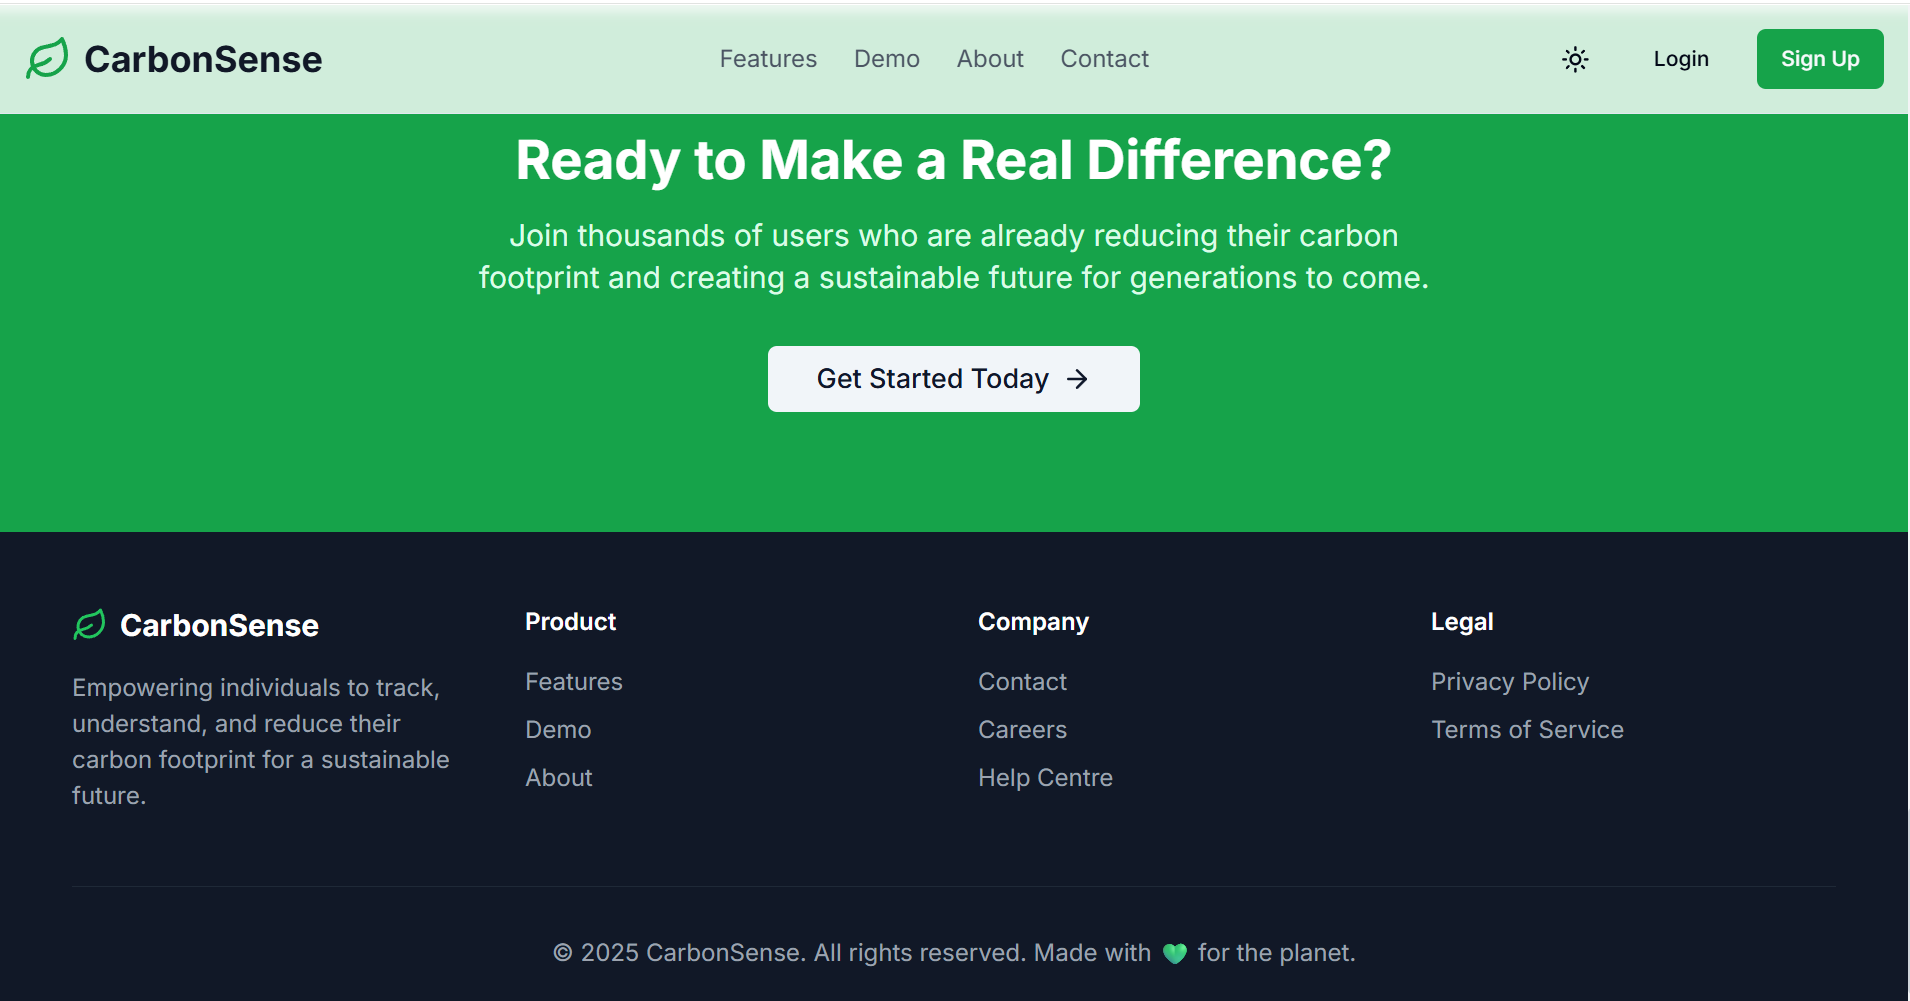 CarbonSense
Features
Demo
About
Contact
Login
Sign Up
Ready to Make a Real Difference?
Join thousands of users who are already reducing their carbon
footprint and creating a sustainable future for generations to come.
Get Started Today →
CarbonSense
Empowering individuals to track,
understand, and reduce their
carbon footprint for a sustainable
future.
Product
Features
Demo
About
Company
Contact
Careers
Help Centre
Legal
Privacy Policy
Terms of Service
© 2025 CarbonSense. All rights reserved. Made with 💚 for the planet.